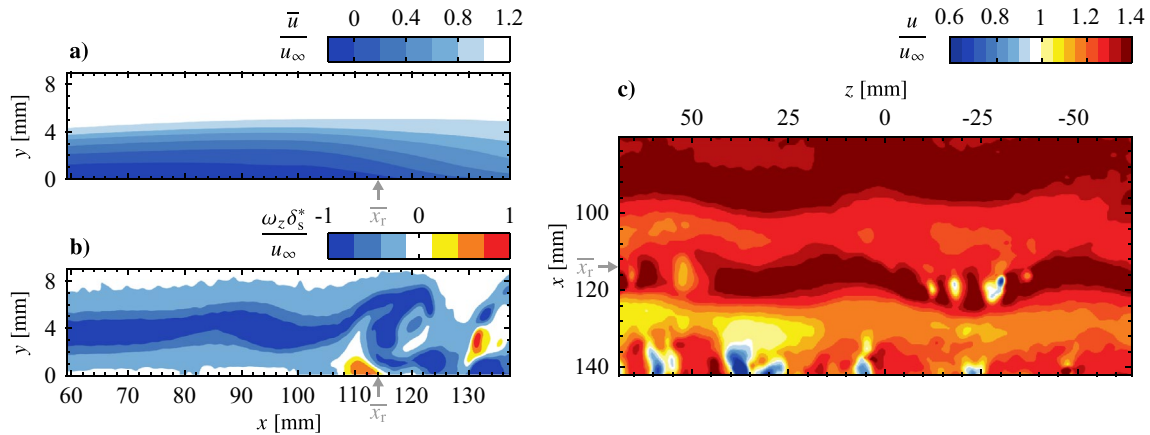 u̅ 0 0.4 0.8 1.2
u∞
a)
8
4
0
y [mm]
x̅r
ωzδs* -1 0 1
u∞
b)
8
4
0
y [mm]
60 70 80 90 100 110 120 130
x [mm]
x̅r
u 0.6 0.8 1 1.2 1.4
u∞
c)
z [mm]
50 25 0 -25 -50
100
120
140
x [mm]
x̅r